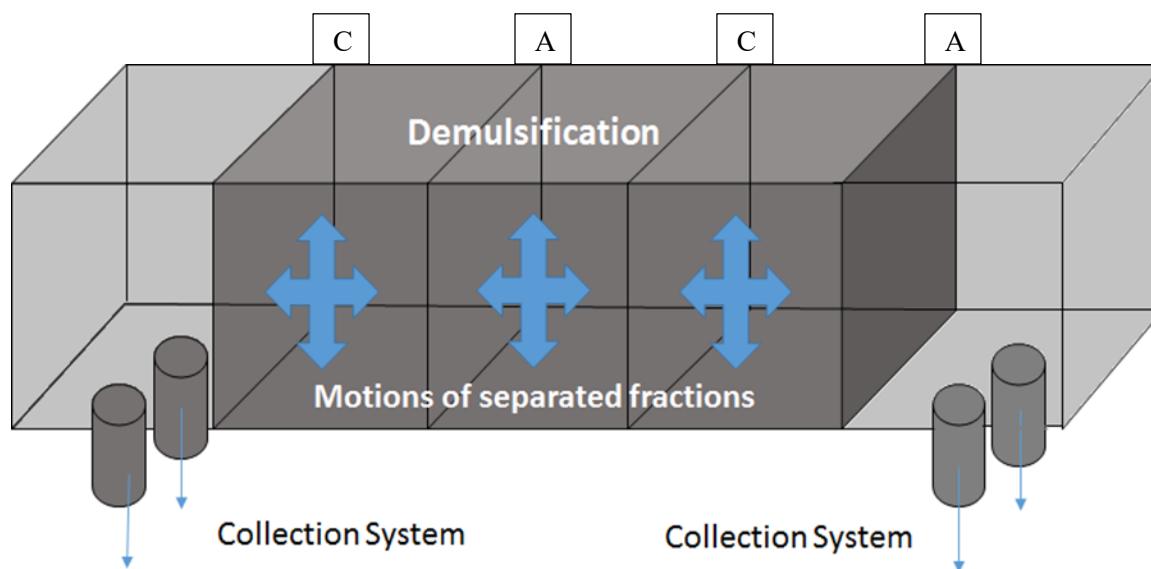 C
A
C
A
Demulsification
Motions of separated fractions
Collection System
Collection System